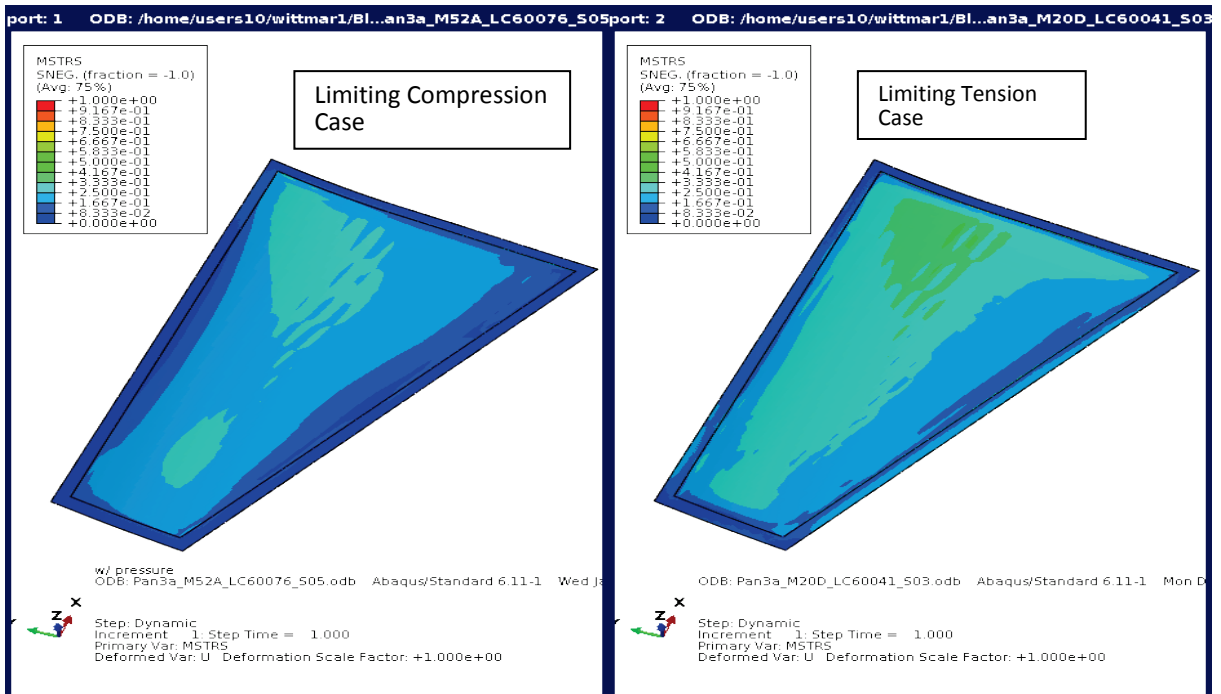 port: 1 ODB: /home/users10/wittmar1/Bl...an3a_M52A_LC60076_S05
MSTRS
SNEG. (fraction = -1.0)
(Avg: 75%)
+1.000e+00
+9.167e-01
+8.333e-01
+7.500e-01
+6.667e-01
+5.833e-01
+5.000e-01
+4.167e-01
+3.333e-01
+2.500e-01
+1.667e-01
+8.333e-02
+0.000e+00
Limiting Compression
Case
w/ pressure
ODB: Pan3a_M52A_LC60076_S05.odb Abaqus/Standard 6.11-1 Wed Ja
Z X
Step: Dynamic
Increment 1: Step Time = 1.000
Primary Var: MSTRS
Deformed Var: U Deformation Scale Factor: +1.000e+00
port: 2 ODB: /home/users10/wittmar1/Bl...an3a_M20D_LC60041_S03
MSTRS
SNEG. (fraction = -1.0)
(Avg: 75%)
+1.000e+00
+9.167e-01
+8.333e-01
+7.500e-01
+6.667e-01
+5.833e-01
+5.000e-01
+4.167e-01
+3.333e-01
+2.500e-01
+1.667e-01
+8.333e-02
+0.000e+00
Limiting Tension
Case
ODB: Pan3a_M20D_LC60041_S03.odb Abaqus/Standard 6.11-1 Mon D
Z X
Step: Dynamic
Increment 1: Step Time = 1.000
Primary Var: MSTRS
Deformed Var: U Deformation Scale Factor: +1.000e+00